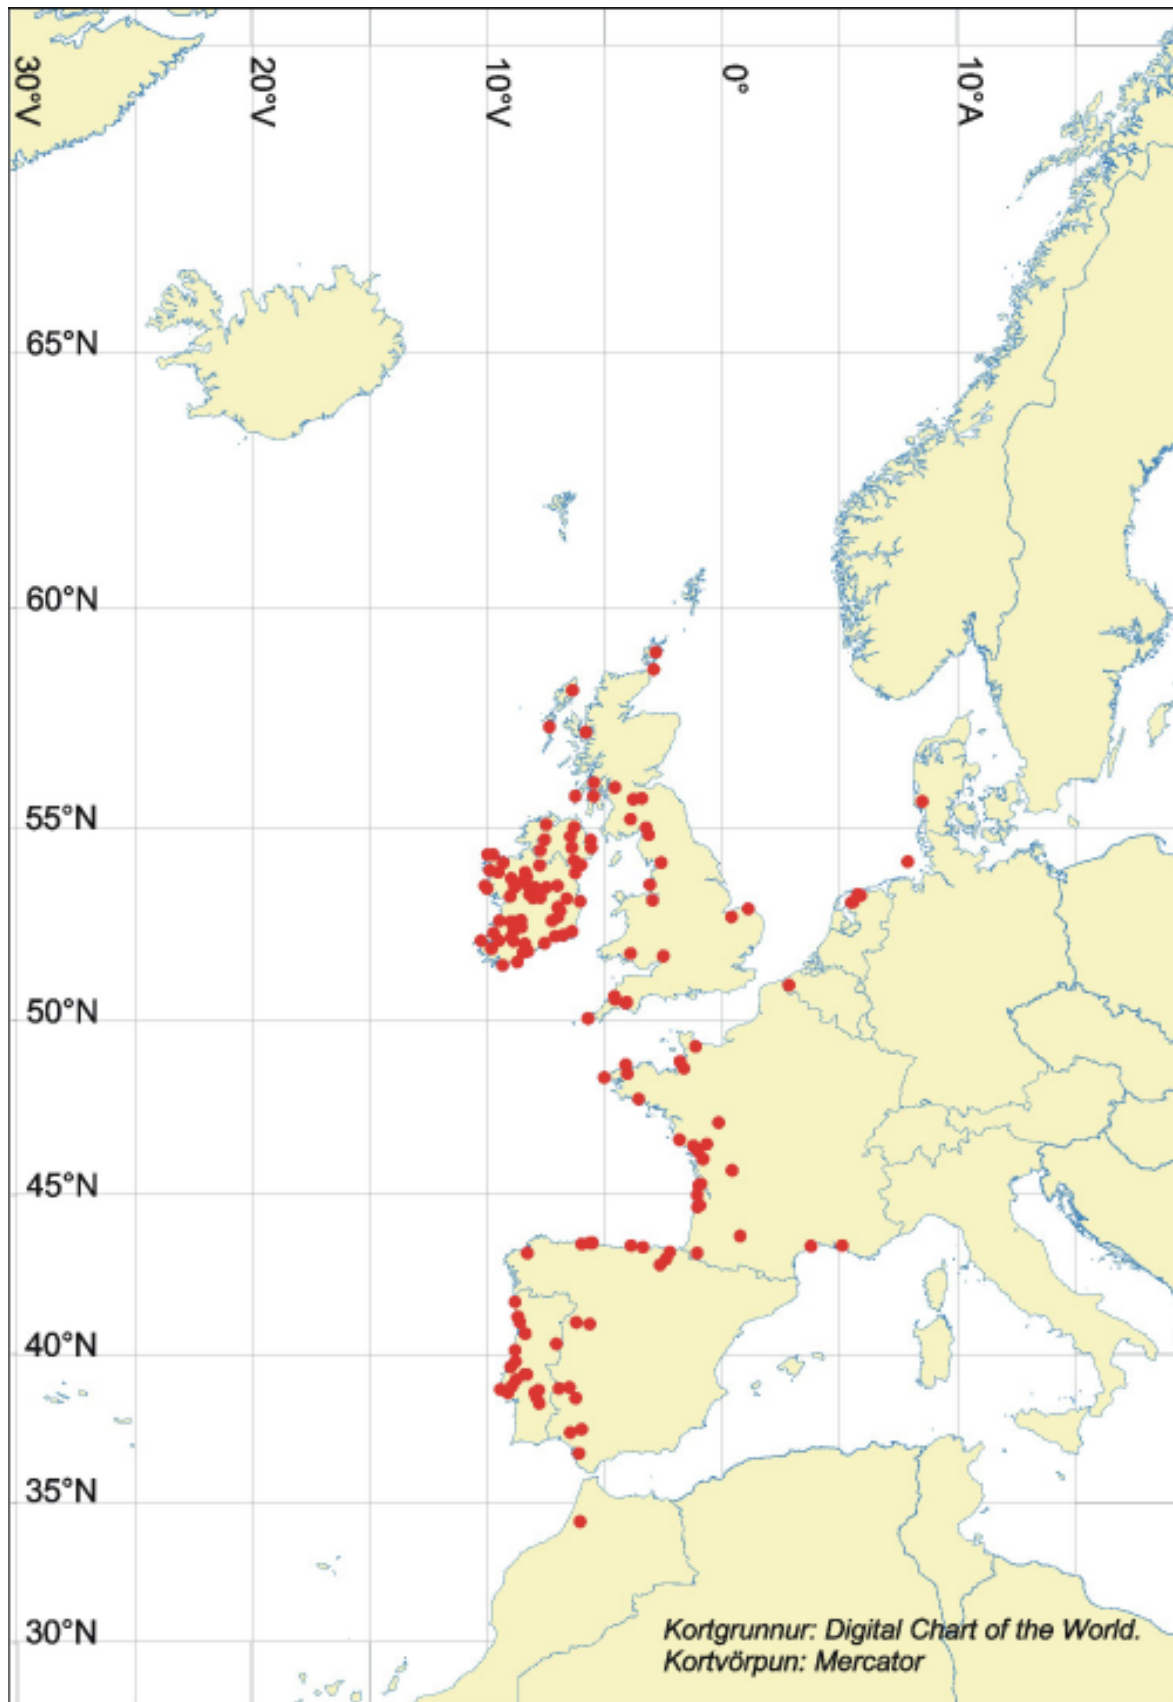 30°V
20°V
10°V
0°
10°A
65°N
60°N
55°N
50°N
45°N
40°N
35°N
30°N
Kortgrunnur: Digital Chart of the World.
Kortvörpun: Mercator